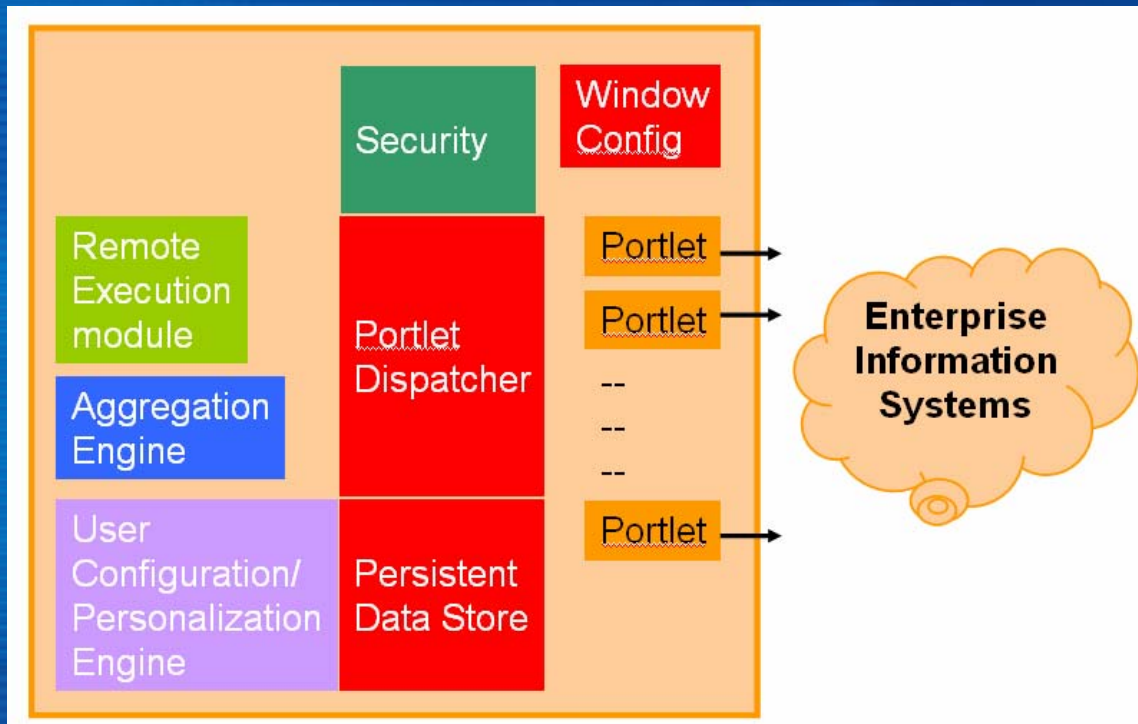 Security
Window
Config
Remote
Execution
module
Portlet
Dispatcher
Aggregation
Engine
User
Configuration/
Personalization
Engine
Persistent
Data Store
Portlet
Portlet
--
--
--
Portlet
Enterprise
Information
Systems